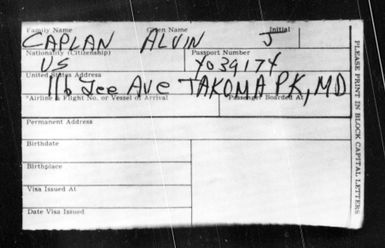 Family Name Given Name Initial
CAPLAN ALVIN J
Nationality (Citizenship) Passport Number
US Y039174
United States Address
116 Jee Ave TAKOMA PK, MD
*Airline & Flight No. or Vessel of Arrival Passenger Boarded At
Permanent Address
Birthdate
Birthplace
Visa Issued At
Date Visa Issued
PLEASE PRINT IN BLOCK CAPITAL LETTERS